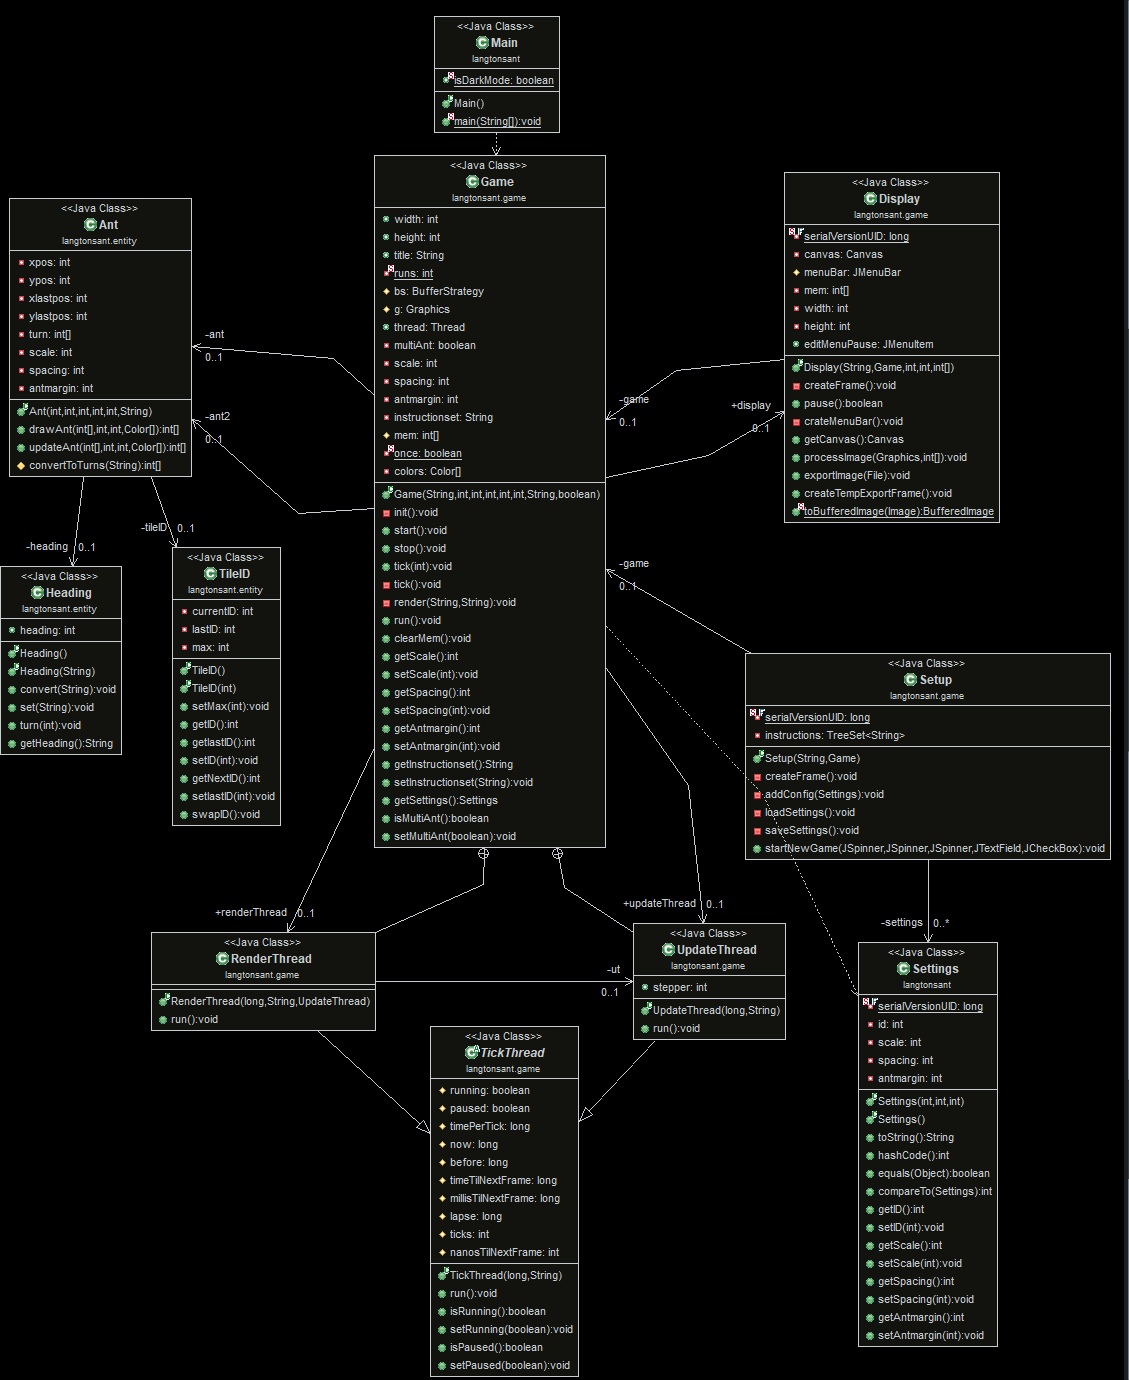 <<Java Class>>
Main
langtonsant
isDarkMode: boolean
Main()
main(String[]):void
<<Java Class>>
Game
langtonsant.game
width: int
height: int
title: String
runs: int
bs: BufferStrategy
g: Graphics
thread: Thread
multiAnt: boolean
scale: int
spacing: int
antmargin: int
instructionset: String
mem: int[]
once: boolean
colors: Color[]
Game(String,int,int,int,int,int,String,boolean)
init():void
start():void
stop():void
tick(int):void
tick():void
render(String,String):void
run():void
clearMem():void
getScale():int
setScale(int):void
getSpacing():int
setSpacing(int):void
getAntmargin():int
setAntmargin(int):void
getInstructionset():String
setInstructionset(String):void
getSettings():Settings
isMultiAnt():boolean
setMultiAnt(boolean):void
<<Java Class>>
Display
langtonsant.game
serialVersionUID: long
canvas: Canvas
menuBar: JMenuBar
mem: int[]
width: int
height: int
editMenuPause: JMenuItem
Display(String,Game,int,int,int[])
createFrame():void
pause():boolean
crateMenuBar():void
getCanvas():Canvas
processImage(Graphics,int[]):void
exportImage(File):void
createTempExportFrame():void
toBufferedImage(Image):BufferedImage
<<Java Class>>
Ant
langtonsant.entity
xpos: int
ypos: int
xlastpos: int
ylastpos: int
turn: int[]
scale: int
spacing: int
antmargin: int
Ant(int,int,int,int,int,String)
drawAnt(int[],int,int,Color[]):int[]
updateAnt(int[],int,int,Color[]):int[]
convertToTurns(String):int[]
-ant
0..1
-ant2
0..1
-game
0..1
+display
0..1
-tileID
0..1
-heading
0..1
<<Java Class>>
Heading
langtonsant.entity
heading: int
Heading()
Heading(String)
convert(String):void
set(String):void
turn(int):void
getHeading():String
<<Java Class>>
TileID
langtonsant.entity
currentID: int
lastID: int
max: int
TileID()
TileID(int)
setMax(int):void
getID():int
getlastID():int
setID(int):void
getNextID():int
setlastID(int):void
swapID():void
-game
0..1
<<Java Class>>
Setup
langtonsant.game
serialVersionUID: long
instructions: TreeSet<String>
Setup(String,Game)
createFrame():void
addConfig(Settings):void
loadSettings():void
saveSettings():void
startNewGame(JSpinner,JSpinner,JSpinner,JTextField,JCheckBox):void
+renderThread
0..1
+updateThread
0..1
-settings
0..*
<<Java Class>>
RenderThread
langtonsant.game
RenderThread(long,String,UpdateThread)
run():void
-ut
0..1
<<Java Class>>
UpdateThread
langtonsant.game
stepper: int
UpdateThread(long,String)
run():void
<<Java Class>>
Settings
langtonsant
serialVersionUID: long
id: int
scale: int
spacing: int
antmargin: int
Settings(int,int,int)
Settings()
toString():String
hashCode():int
equals(Object):boolean
compareTo(Settings):int
getID():int
setID(int):void
getScale():int
setScale(int):void
getSpacing():int
setSpacing(int):void
getAntmargin():int
setAntmargin(int):void
<<Java Class>>
TickThread
langtonsant.game
running: boolean
paused: boolean
timePerTick: long
now: long
before: long
timeTilNextFrame: long
millisTilNextFrame: long
lapse: long
ticks: int
nanosTilNextFrame: int
TickThread(long,String)
run():void
isRunning():boolean
setRunning(boolean):void
isPaused():boolean
setPaused(boolean):void